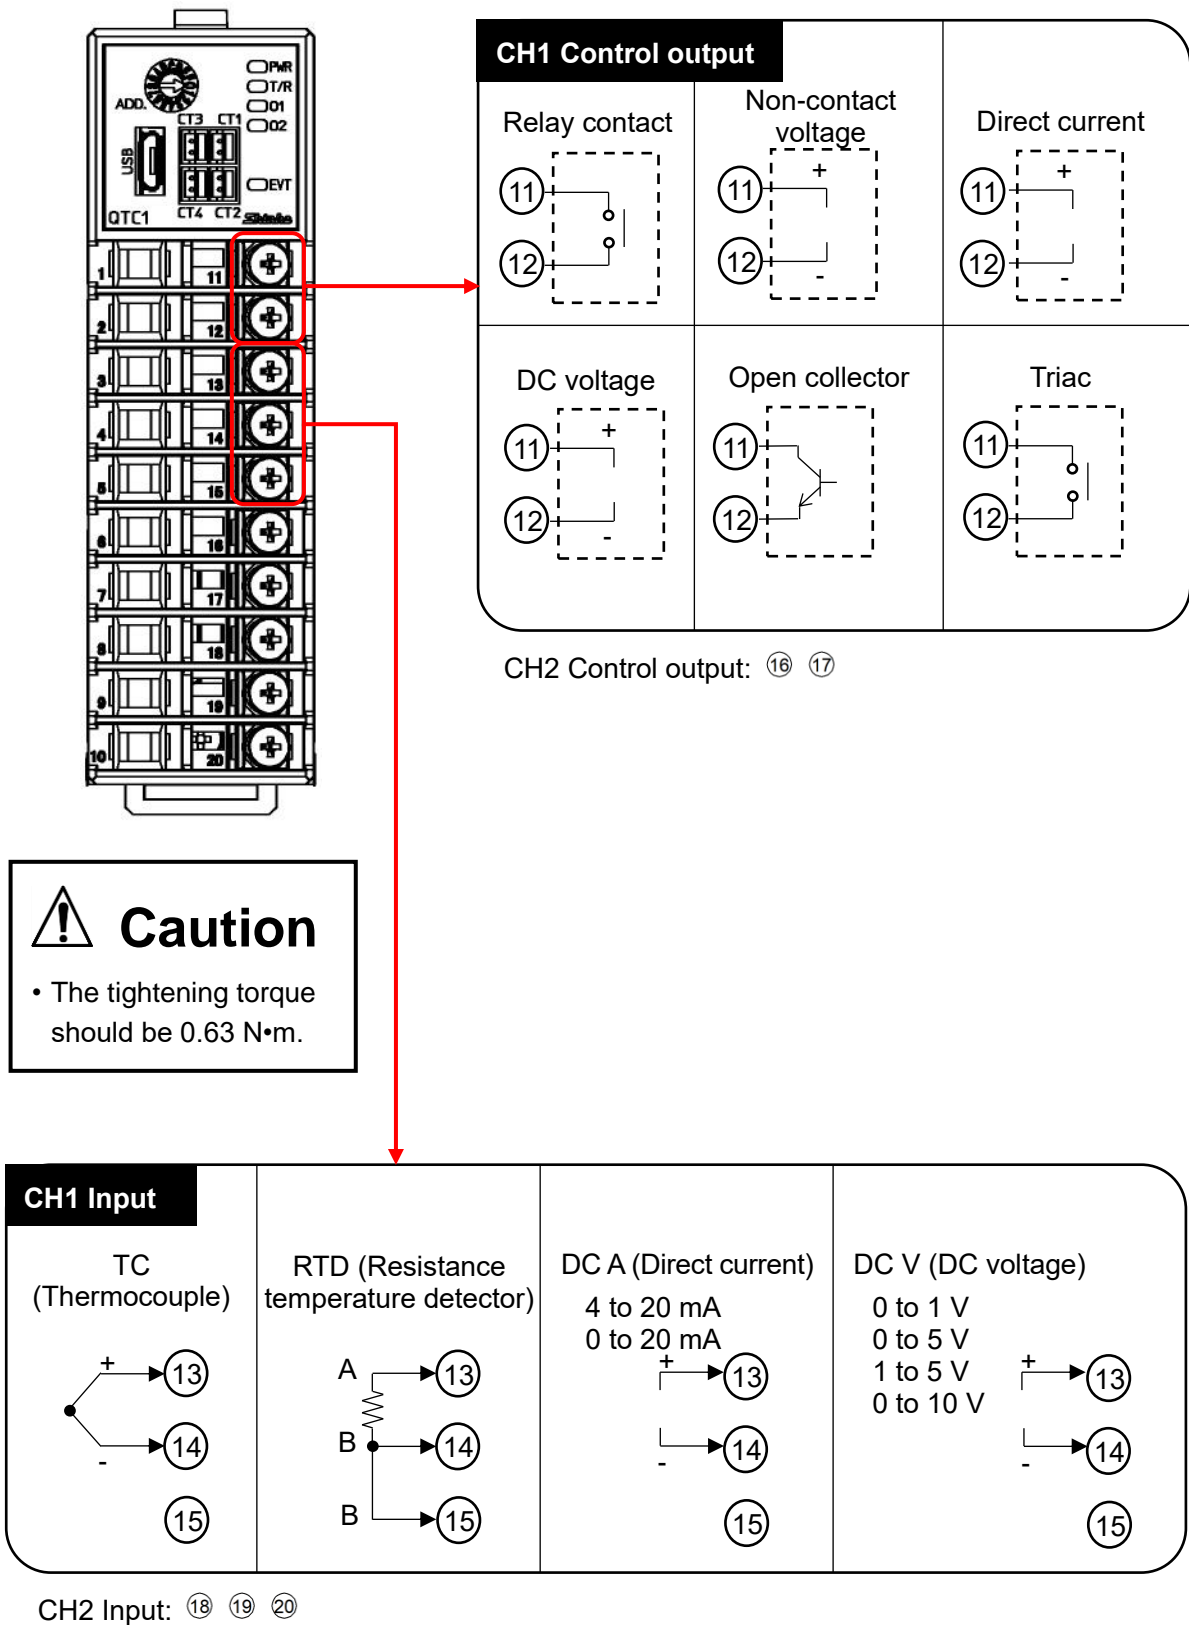 ADD.
PWR
T/R
O1
O2
CT3 CT1
USB
EVT
QTC1
CT4 CT2
Shinko
1 11
2 12
3 13
4 14
5 15
6 16
7 17
8 18
9 19
10 20
CH1 Control output
Relay contact
11
12
Non-contact
voltage
11 +
12 -
Direct current
11 +
12 -
DC voltage
11 +
12 -
Open collector
11
12
Triac
11
12
CH2 Control output: ⑯ ⑰
Caution
• The tightening torque
should be 0.63 N•m.
CH1 Input
TC
(Thermocouple)
+ 13
- 14
15
RTD (Resistance
temperature detector)
A 13
B 14
B 15
DC A (Direct current)
4 to 20 mA
0 to 20 mA
+ 13
- 14
15
DC V (DC voltage)
0 to 1 V
0 to 5 V
1 to 5 V
0 to 10 V
+ 13
- 14
15
CH2 Input: ⑱ ⑲ ⑳